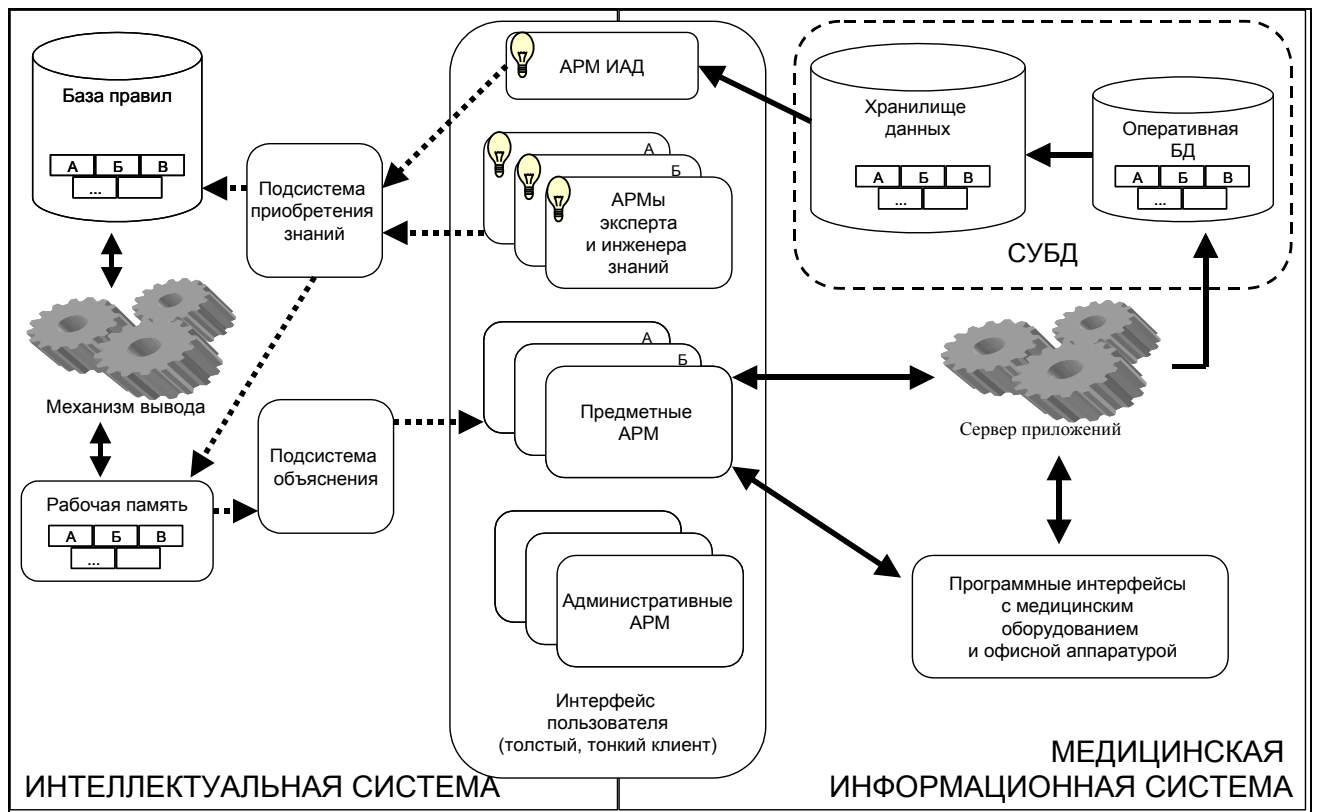 База правил
А Б В
...
Подсистема
приобретения
знаний
Механизм вывода
Рабочая память
А Б В
...
Подсистема
объяснения
АРМ ИАД
А
Б
АРМы
эксперта
и инженера
знаний
А
Б
Предметные
АРМ
Административные
АРМ
Интерфейс
пользователя
(толстый, тонкий клиент)
Хранилище
данных
А Б В
...
Оперативная
БД
А Б В
...
СУБД
Сервер приложений
Программные интерфейсы
с медицинским
оборудованием
и офисной аппаратурой
ИНТЕЛЛЕКТУАЛЬНАЯ СИСТЕМА
МЕДИЦИНСКАЯ
ИНФОРМАЦИОННАЯ СИСТЕМА